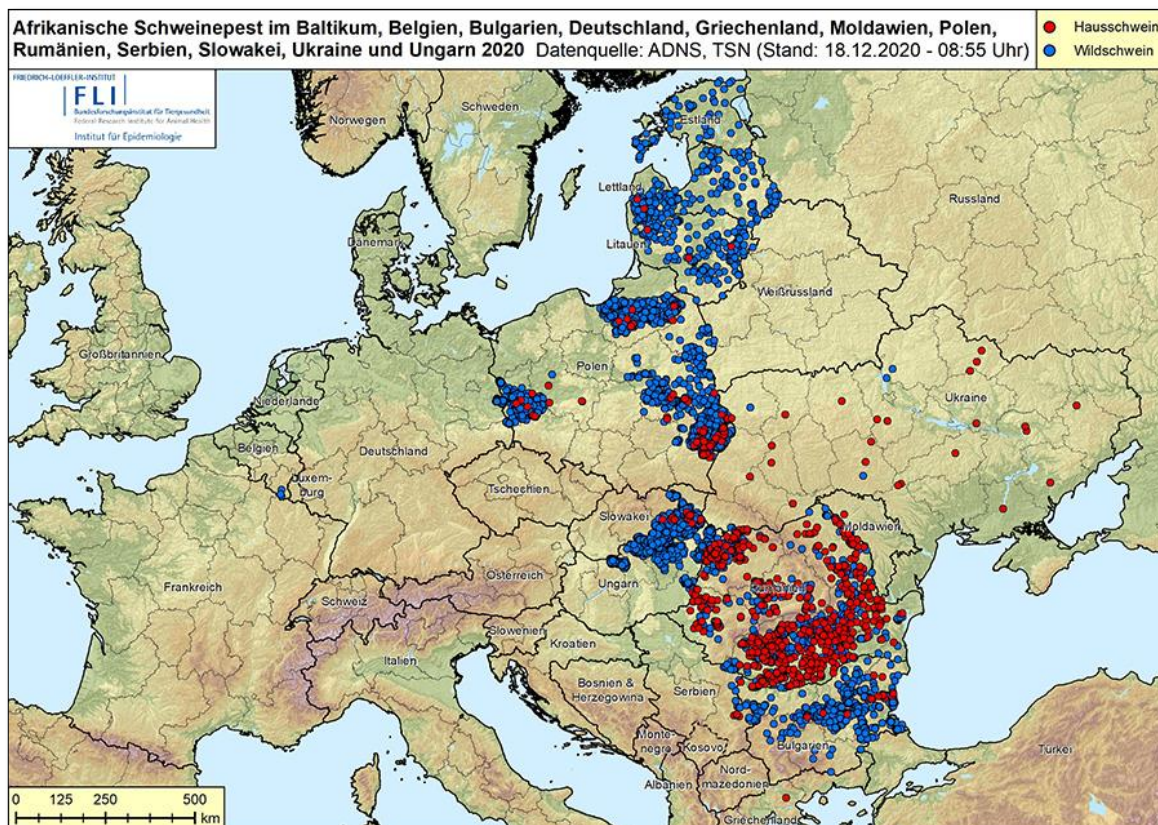 Afrikanische Schweinepest im Baltikum, Belgien, Bulgarien, Deutschland, Griechenland, Moldawien, Polen,
Rumänien, Serbien, Slowakei, Ukraine und Ungarn 2020 Datenquelle: ADNS, TSN (Stand: 18.12.2020 - 08:55 Uhr)
Hausschwein
Wildschwein
FRIEDRICH-LOEFFLER-INSTITUT
FLI
Bundesforschungsinstitut für Tiergesundheit
Federal Research Institute for Animal Health
Institut für Epidemiologie
Norwegen
Schweden
Estland
Lettland
Russland
Dänemark
Litauen
Weißrussland
Großbritannien
Polen
Ukraine
Niederlande
Belgien
Deutschland
Luxem-
burg
Tschechien
Slowakei
Moldawien
Frankreich
Österreich
Ungarn
Schweiz
Slowenien
Kroatien
Italien
Bosnien &
Herzegowina
Serbien
Monte-
negro
Kosovo
Bulgarien
Türkei
Albanien
Nord-
mazedonien
Griechenland
0 125 250 500
km